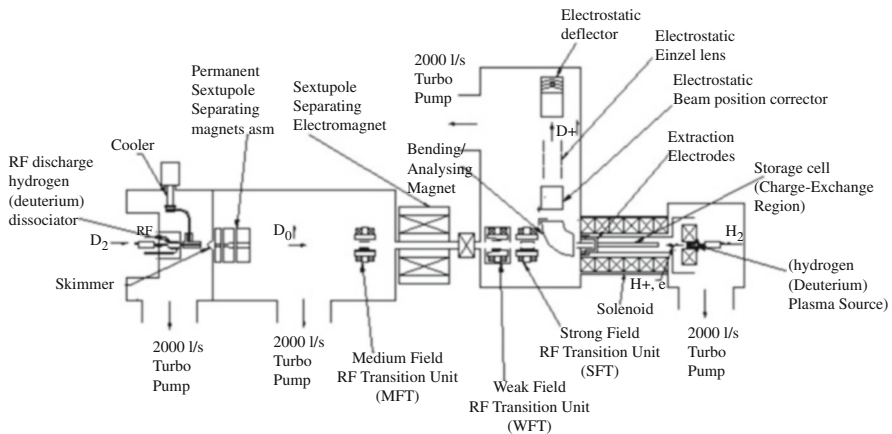 Electrostatic
deflector
Electrostatic
Einzel lens
2000 l/s
Turbo
Pump
Electrostatic
Beam position corrector
Permanent
Sextupole
Separating
magnets asm
Sextupole
Separating
Electromagnet
D+
Extraction
Electrodes
Cooler
Bending/
Analysing
Magnet
Storage cell
(Charge-Exchange
Region)
RF discharge
hydrogen
(deuterium)
dissociator
RF
D2
D0
H2
Skimmer
H+, e
(hydrogen
(Deuterium)
Plasma Source)
Solenoid
2000 l/s
Turbo
Pump
2000 l/s
Turbo
Pump
Medium Field
RF Transition Unit
(MFT)
Strong Field
RF Transition Unit
(SFT)
2000 l/s
Turbo
Pump
Weak Field
RF Transition Unit
(WFT)